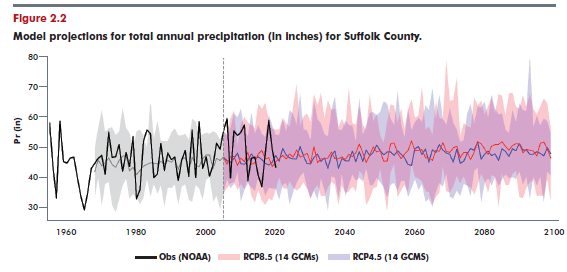 Figure 2.2
Model projections for total annual precipitation (in inches) for Suffolk County.
80
70
60
50
40
30
Pr (in)
1960 1980 2000 2020 2040 2060 2080 2100
Obs (NOAA) RCP8.5 (14 GCMs) RCP4.5 (14 GCMS)